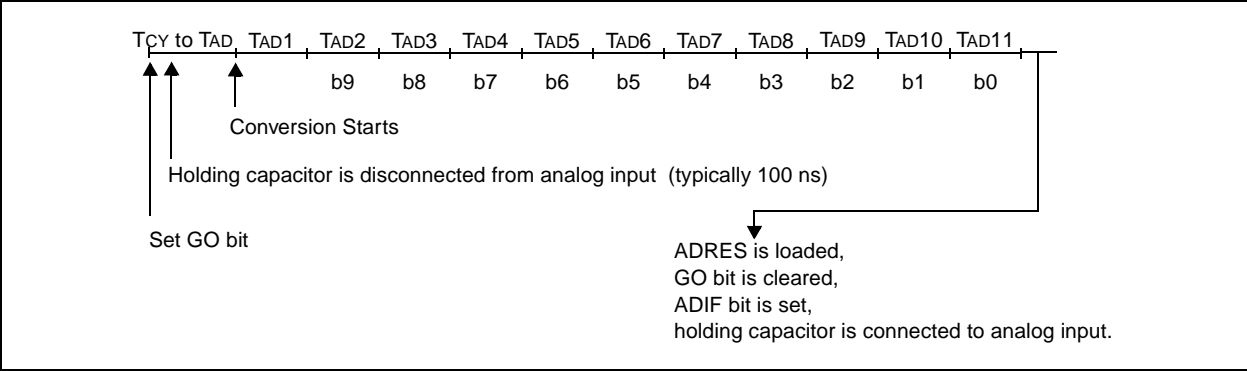 TCY to TAD TAD1 TAD2 TAD3 TAD4 TAD5 TAD6 TAD7 TAD8 TAD9 TAD10 TAD11
b9 b8 b7 b6 b5 b4 b3 b2 b1 b0
Conversion Starts
Holding capacitor is disconnected from analog input (typically 100 ns)
Set GO bit
ADRES is loaded,
GO bit is cleared,
ADIF bit is set,
holding capacitor is connected to analog input.